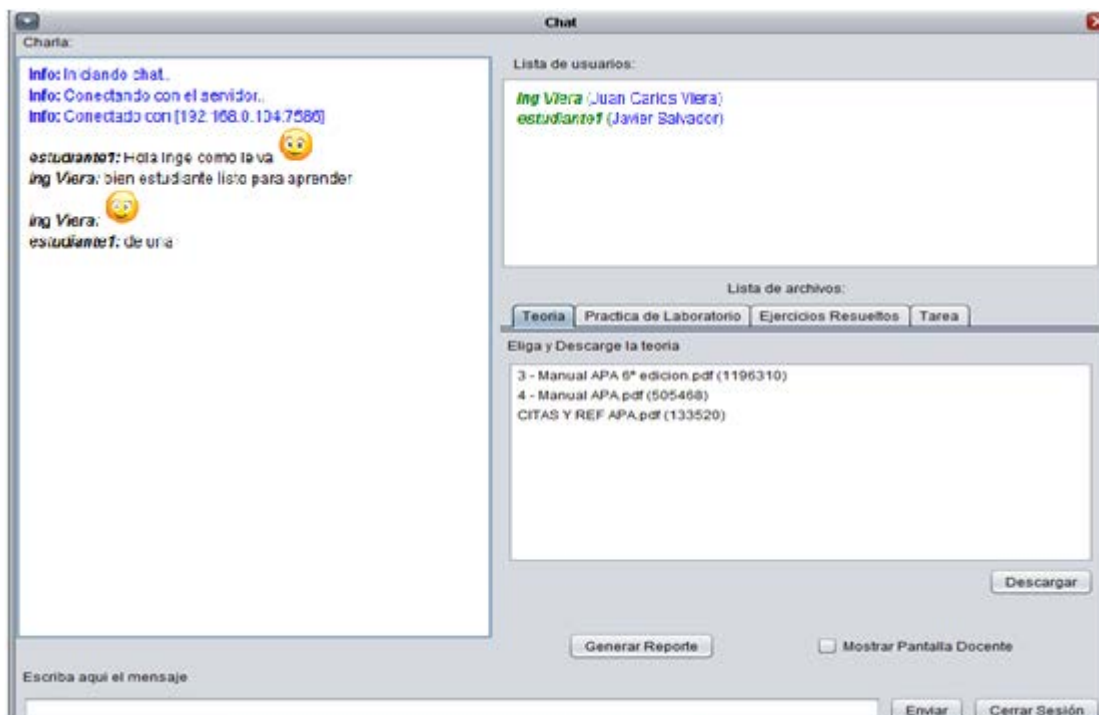 Chat
Charla:
Info: Iniciando chat..
Info: Conectando con el servidor..
Info: Conectado con [192.168.0.104:7586]
estudiante1: Hola Inge como le va
Ing Viera: bien estudiante listo para aprender
Ing Viera:
estudiante1: de una
Lista de usuarios:
Ing Viera (Juan Carlos Viera)
estudiante1 (Javier Salvador)
Lista de archivos:
Teoria
Practica de Laboratorio
Ejercicios Resueltos
Tarea
Eliga y Descarge la teoria
3 - Manual APA 6ª edicion.pdf (1196310)
4 - Manual APA.pdf (505468)
CITAS Y REF APA.pdf (133520)
Descargar
Generar Reporte
Mostrar Pantalla Docente
Escriba aqui el mensaje
Enviar
Cerrar Sesión